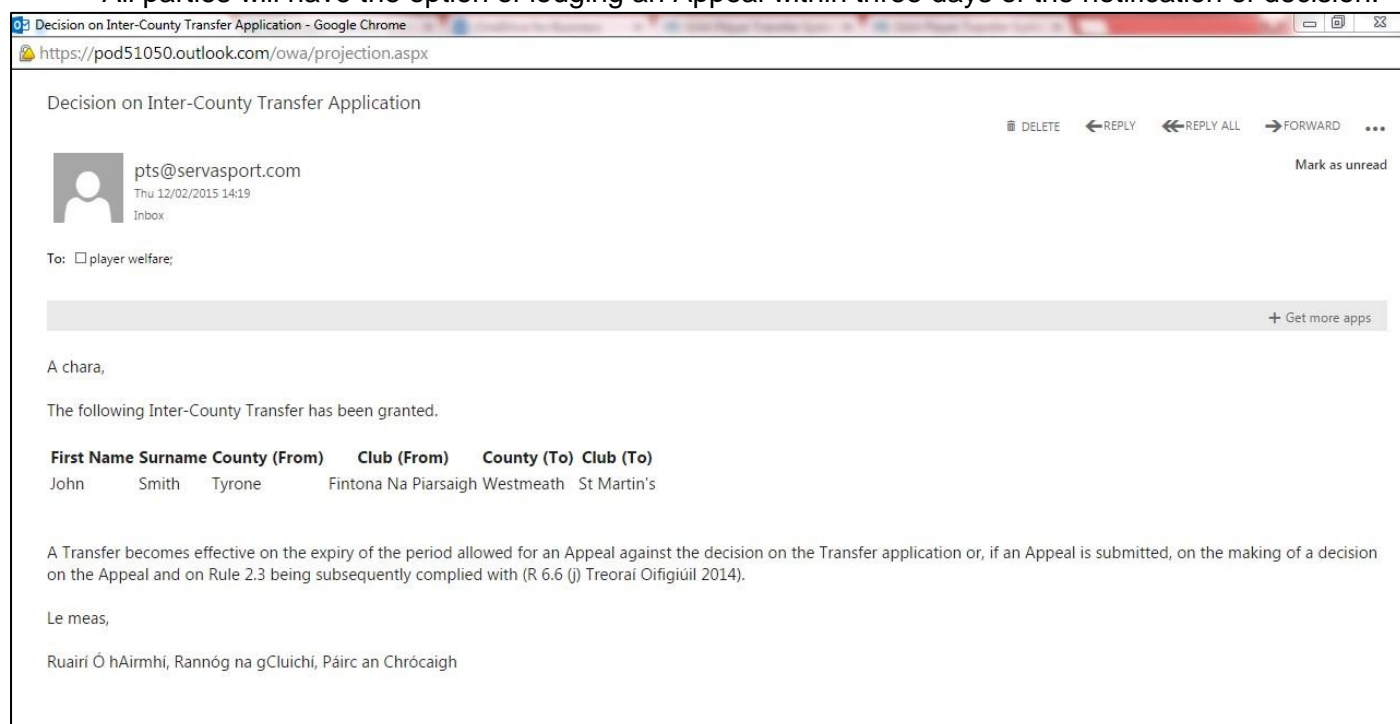 All parties will have the option of lodging an Appeal within three days of the notification of decision.
Decision on Inter-County Transfer Application - Google Chrome
https://pod51050.outlook.com/owa/projection.aspx
Decision on Inter-County Transfer Application
DELETE REPLY REPLY ALL FORWARD ...
pts@servasport.com
Mark as unread
Thu 12/02/2015 14:19
Inbox
To: player welfare;
+ Get more apps
A chara,
The following Inter-County Transfer has been granted.
First Name Surname County (From) Club (From) County (To) Club (To)
John Smith Tyrone Fintona Na Piarsaigh Westmeath St Martin's
A Transfer becomes effective on the expiry of the period allowed for an Appeal against the decision on the Transfer application or, if an Appeal is submitted, on the making of a decision
on the Appeal and on Rule 2.3 being subsequently complied with (R 6.6 (j) Treoraí Oifigiúil 2014).
Le meas,
Ruairí Ó hAirmhí, Rannóg na gCluichí, Páirc an Chrócaigh